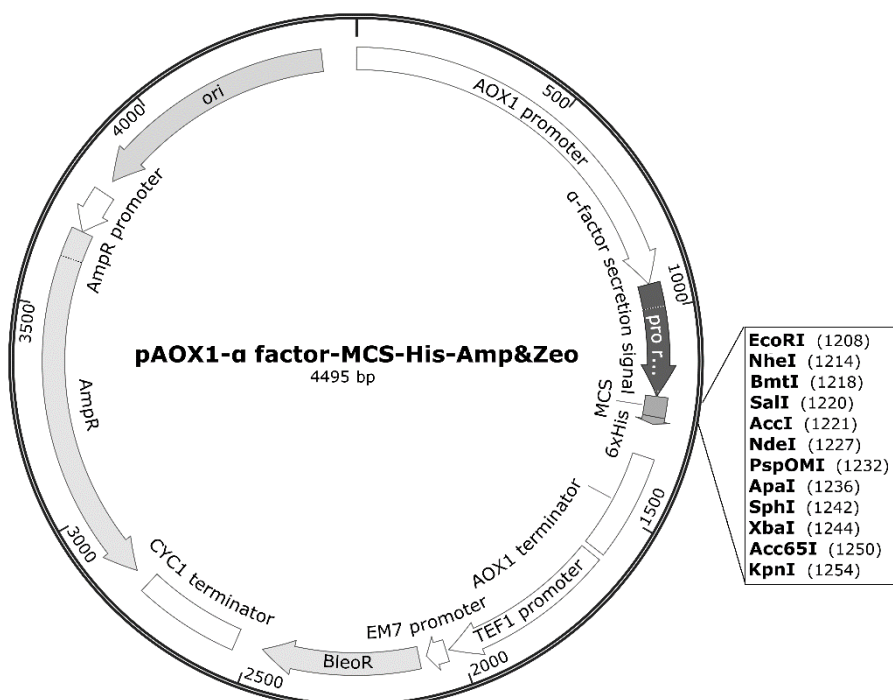 pAOX1-α factor-MCS-His-Amp&Zeo
4495 bp
500
1000
1500
2000
2500
3000
3500
4000
AOX1 promoter
α-factor secretion signal
pro r...
MCS
6xHis
AOX1 terminator
TEF1 promoter
EM7 promoter
BleoR
CYC1 terminator
AmpR
AmpR promoter
ori
EcoRI (1208)
NheI (1214)
BmtI (1218)
SalI (1220)
AccI (1221)
NdeI (1227)
PspOMI (1232)
ApaI (1236)
SphI (1242)
XbaI (1244)
Acc65I (1250)
KpnI (1254)